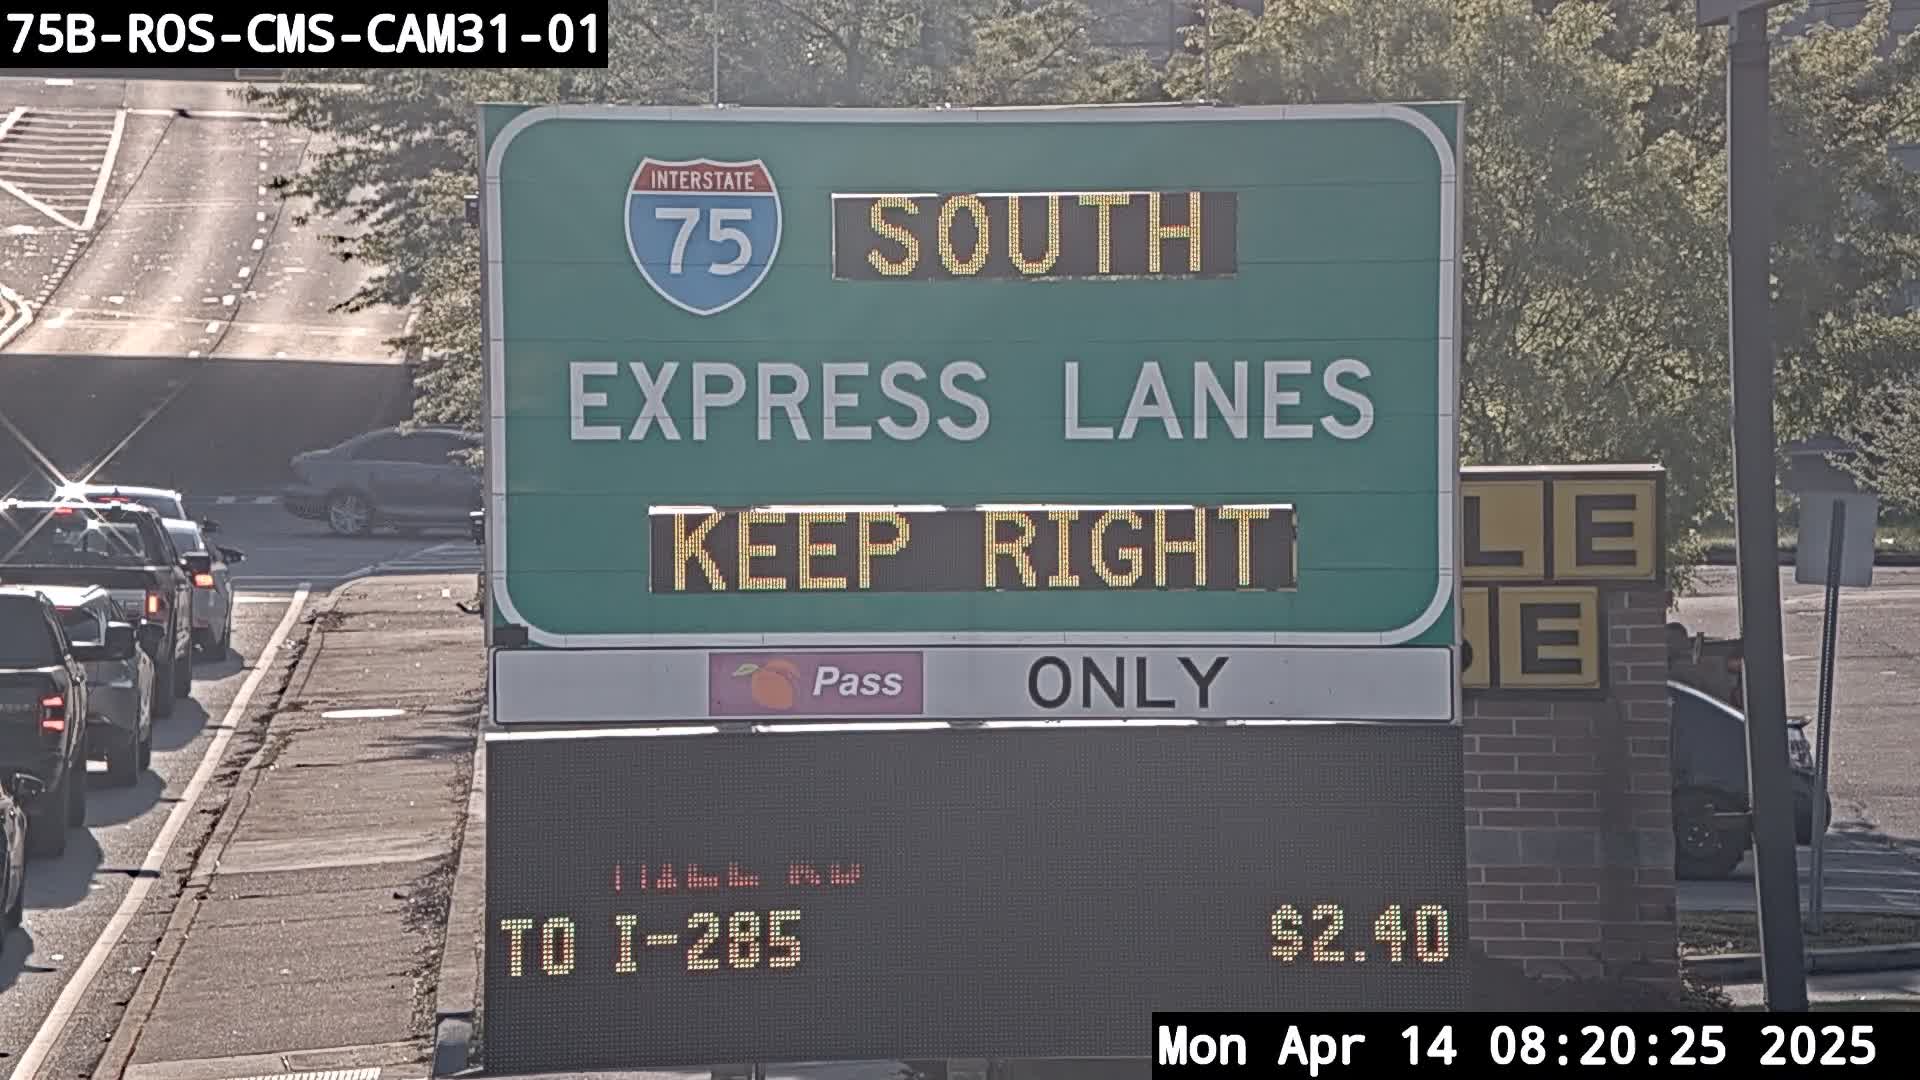 75B-ROS-CMS-CAM31-01
INTERSTATE
75
SOUTH
EXPRESS LANES
KEEP RIGHT
Pass ONLY
TO I-285 $2.40
Mon Apr 14 08:20:25 2025